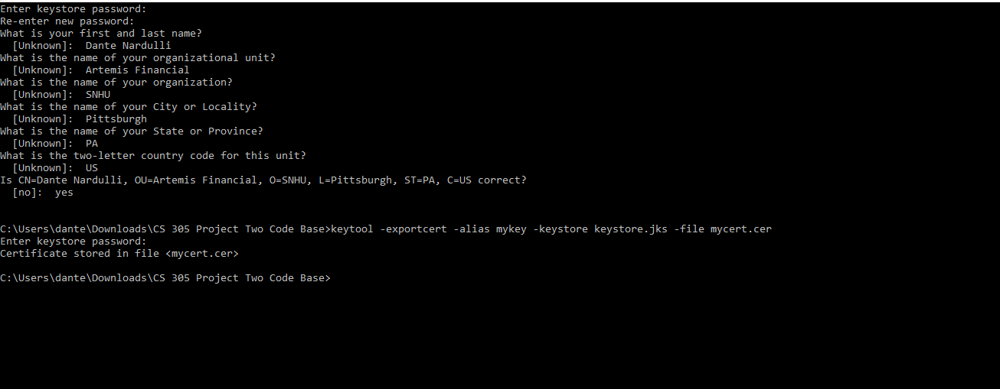 Enter keystore password:
Re-enter new password:
What is your first and last name?
  [Unknown]:  Dante Nardulli
What is the name of your organizational unit?
  [Unknown]:  Artemis Financial
What is the name of your organization?
  [Unknown]:  SNHU
What is the name of your City or Locality?
  [Unknown]:  Pittsburgh
What is the name of your State or Province?
  [Unknown]:  PA
What is the two-letter country code for this unit?
  [Unknown]:  US
Is CN=Dante Nardulli, OU=Artemis Financial, O=SNHU, L=Pittsburgh, ST=PA, C=US correct?
  [no]:  yes
C:\Users\dante\Downloads\CS 305 Project Two Code Base>keytool -exportcert -alias mykey -keystore keystore.jks -file mycert.cer
Enter keystore password:
Certificate stored in file <mycert.cer>
C:\Users\dante\Downloads\CS 305 Project Two Code Base>